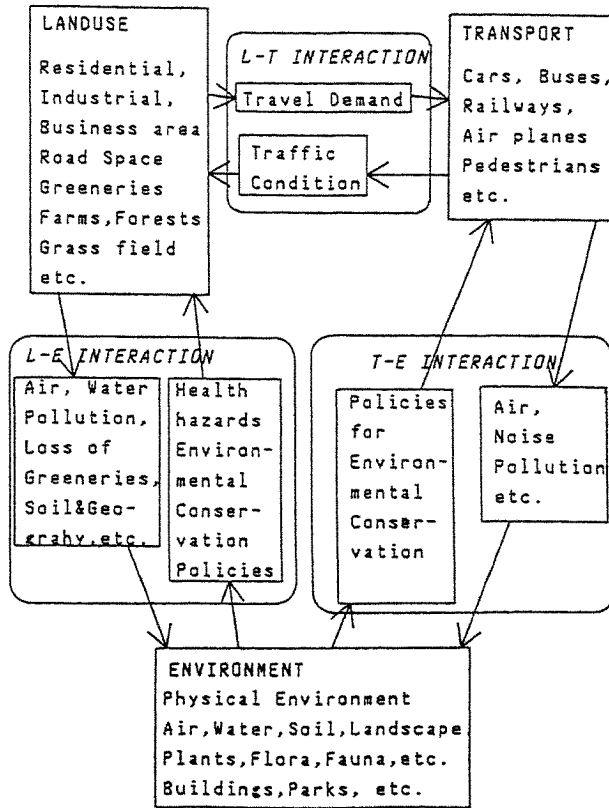 LANDUSE
Residential,
Industrial,
Business area
Road Space
Greeneries
Farms,Forests
Grass field
etc.
L-T INTERACTION
Travel Demand
Traffic
Condition
TRANSPORT
Cars, Buses,
Railways,
Air planes
Pedestrians
etc.
L-E INTERACTION
Air, Water
Pollution,
Loss of
Greeneries,
Soil&Geo-
grahy.etc.
Health
hazards
Environ-
mental
Conser-
vation
Policies
T-E INTERACTION
Policies
for
Environ-
mental
Conser-
vation
Air,
Noise
Pollution
etc.
ENVIRONMENT
Physical Environment
Air,Water,Soil,Landscape
Plants,Flora,Fauna,etc.
Buildings,Parks, etc.